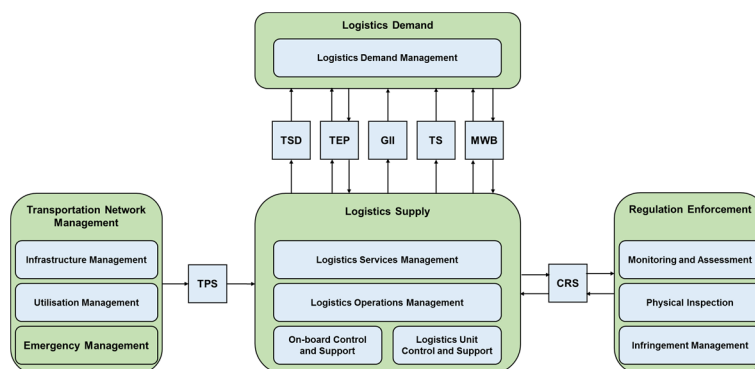 Logistics Demand
Logistics Demand Management
TSD
TEP
GII
TS
MWB
Transportation Network
Management
Infrastructure Management
Utilisation Management
Emergency Management
TPS
Logistics Supply
Logistics Services Management
Logistics Operations Management
On-board Control
and Support
Logistics Unit
Control and Support
CRS
Regulation Enforcement
Monitoring and Assessment
Physical Inspection
Infringement Management